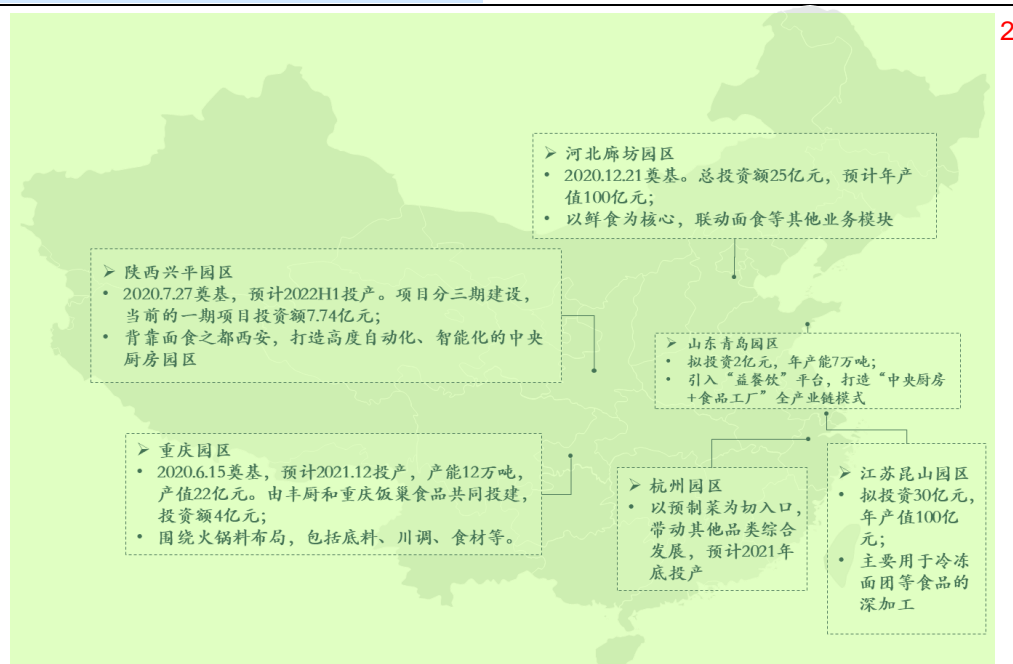 2
➢ 河北廊坊园区
• 2020.12.21奠基。总投资额25亿元，预计年产
值100亿元；
• 以鲜食为核心，联动面食等其他业务模块
➢ 陕西兴平园区
• 2020.7.27奠基，预计2022H1投产。项目分三期建设，
当前的一期项目投资额7.74亿元；
• 背靠面食之都西安，打造高度自动化、智能化的中央
厨房园区
➢ 山东青岛园区
• 拟投资2亿元，年产能7万吨；
• 引入“益餐饮”平台，打造“中央厨房
+食品工厂”全产业链模式
➢ 重庆园区
• 2020.6.15奠基，预计2021.12投产，产能12万吨，
产值22亿元。由丰厨和重庆饭巢食品共同投建，
投资额4亿元；
• 围绕火锅料布局，包括底料、川调、食材等。
➢ 杭州园区
• 以预制菜为切入口，
带动其他品类综合
发展，预计2021年
底投产
➢ 江苏昆山园区
• 拟投资30亿元，
年产值100亿
元；
• 主要用于冷冻
面团等食品的
深加工